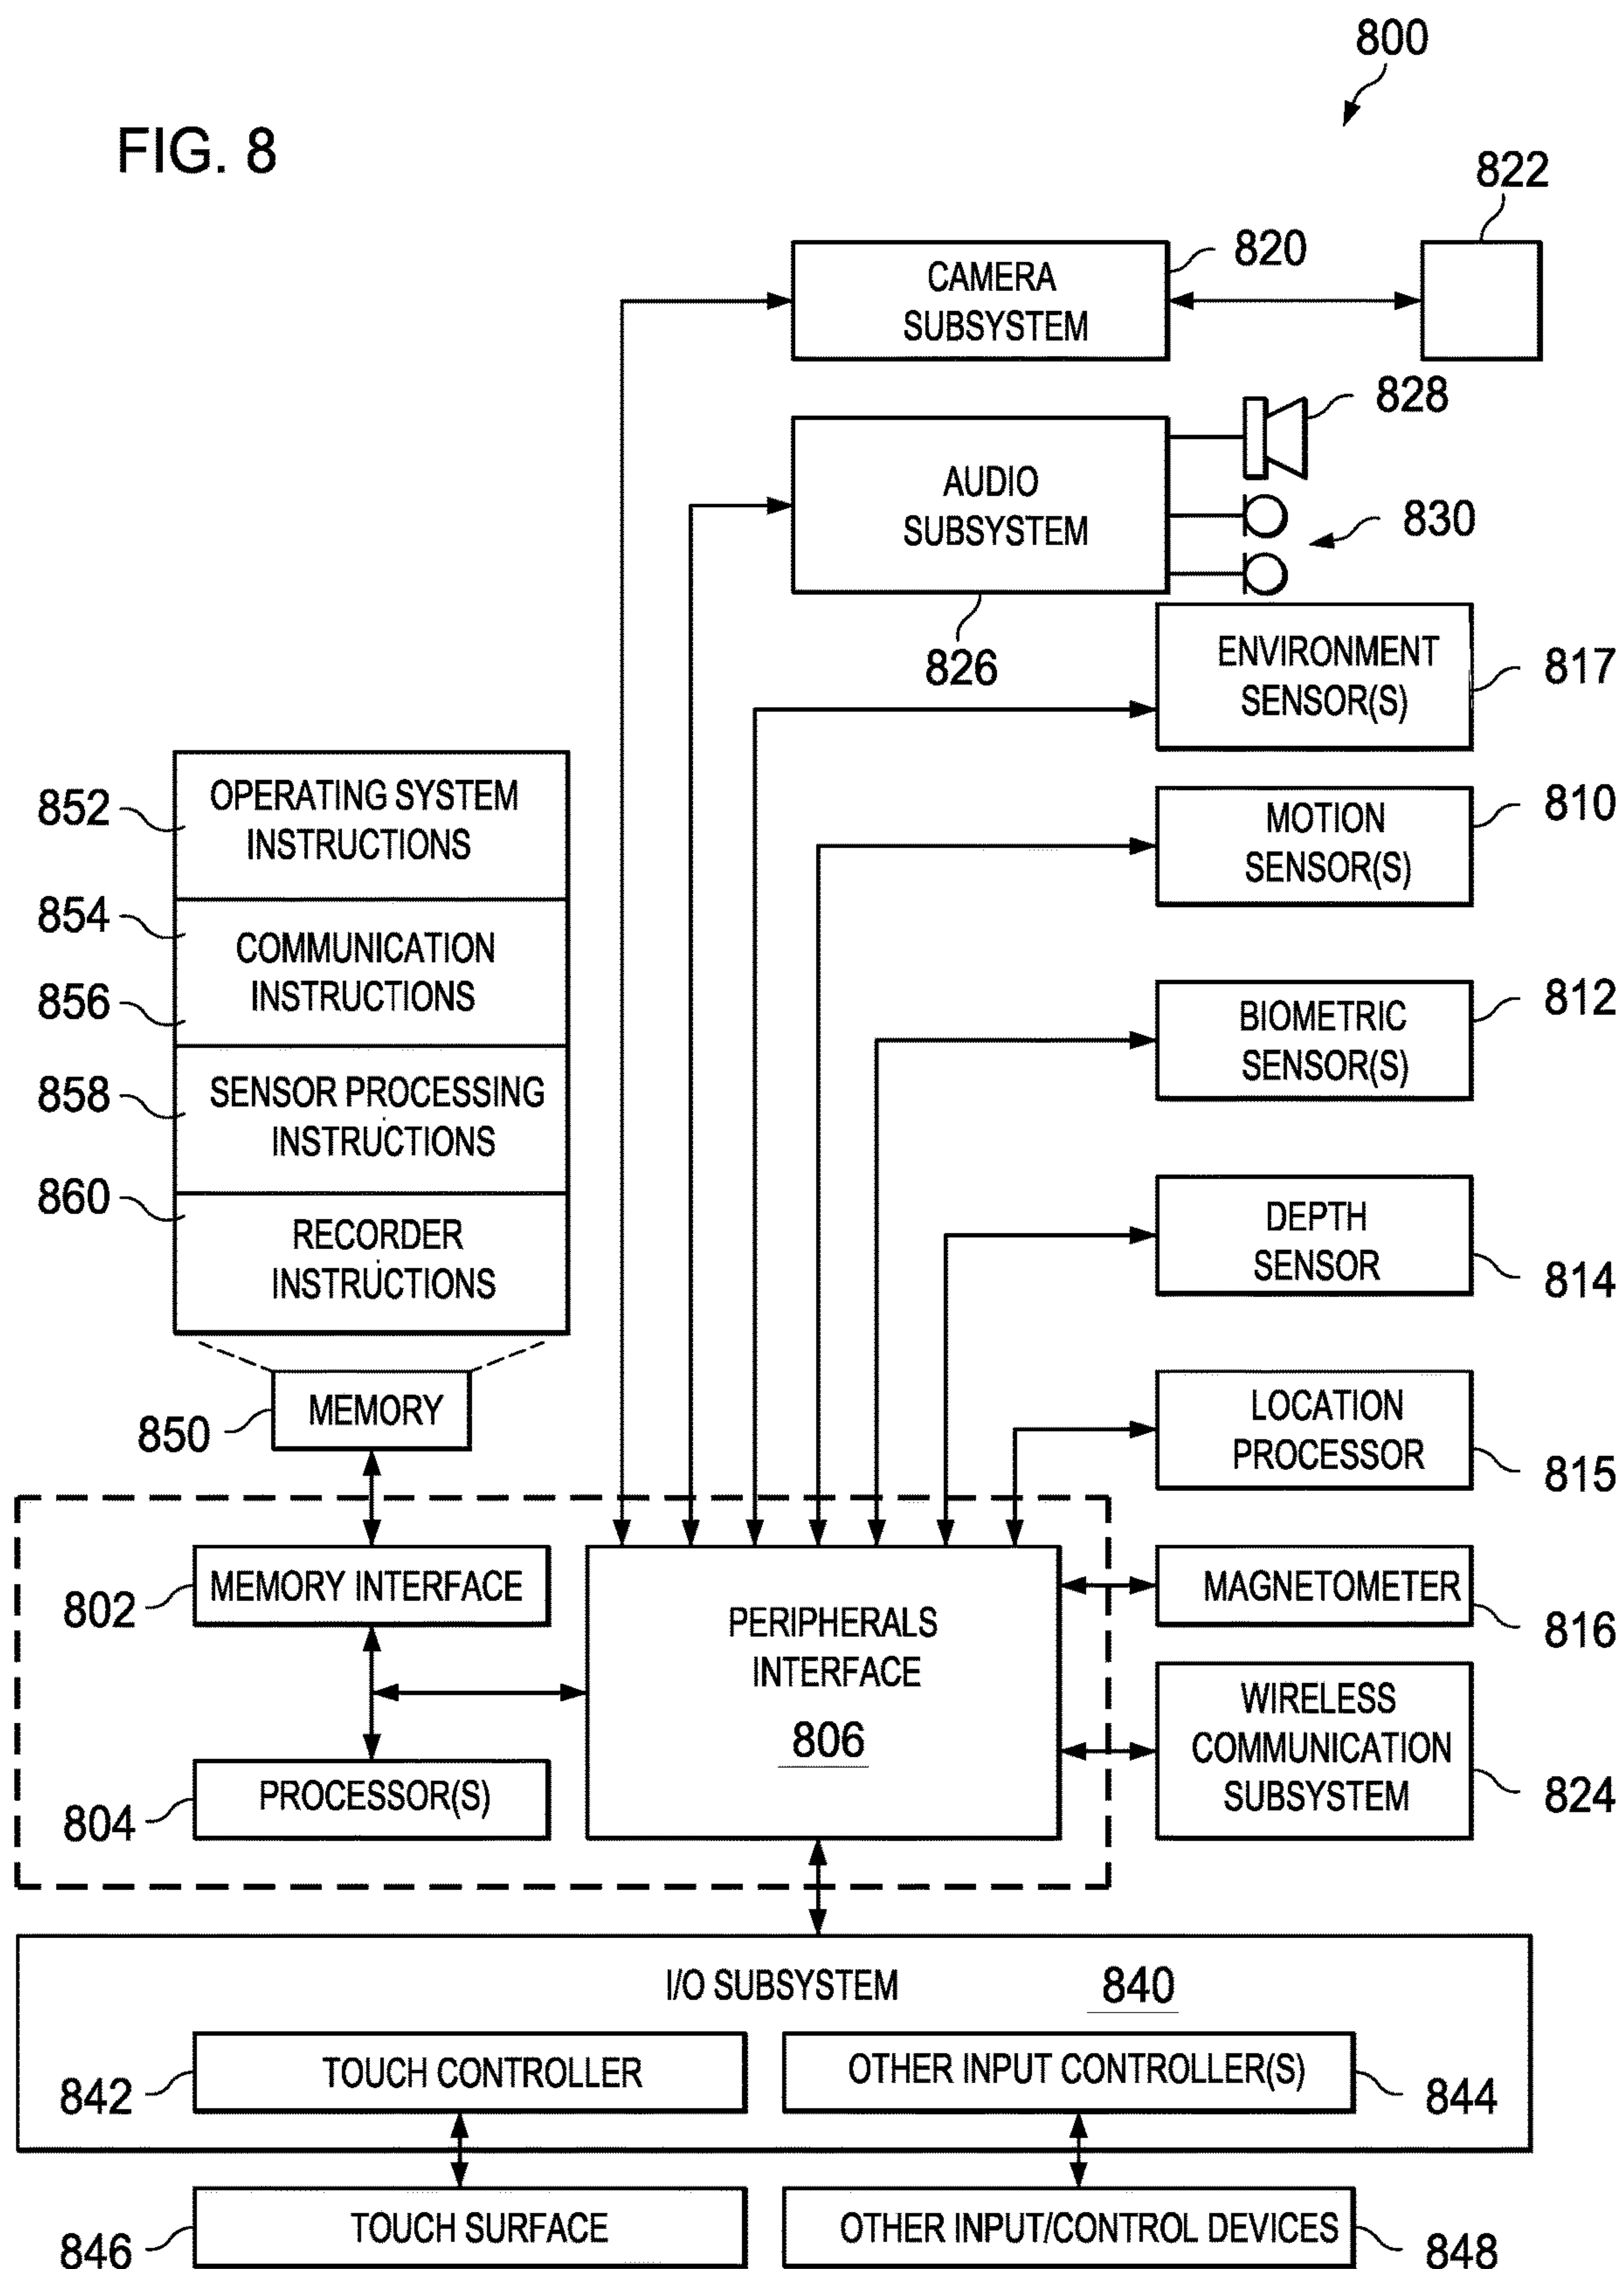 800
FIG. 8
822
820
CAMERA
SUBSYSTEM
828
AUDIO
SUBSYSTEM
830
826
ENVIRONMENT
SENSOR(S)
817
852
OPERATING SYSTEM
INSTRUCTIONS
MOTION
SENSOR(S)
810
854
COMMUNICATION
INSTRUCTIONS
856
BIOMETRIC
SENSOR(S)
812
858
SENSOR PROCESSING
INSTRUCTIONS
860
RECORDER
INSTRUCTIONS
DEPTH
SENSOR
814
MEMORY
850
LOCATION
PROCESSOR
815
MEMORY INTERFACE
802
PERIPHERALS
INTERFACE
806
MAGNETOMETER
816
PROCESSOR(S)
804
WIRELESS
COMMUNICATION
SUBSYSTEM
824
I/O SUBSYSTEM 840
TOUCH CONTROLLER
842
OTHER INPUT CONTROLLER(S)
844
TOUCH SURFACE
846
OTHER INPUT/CONTROL DEVICES
848